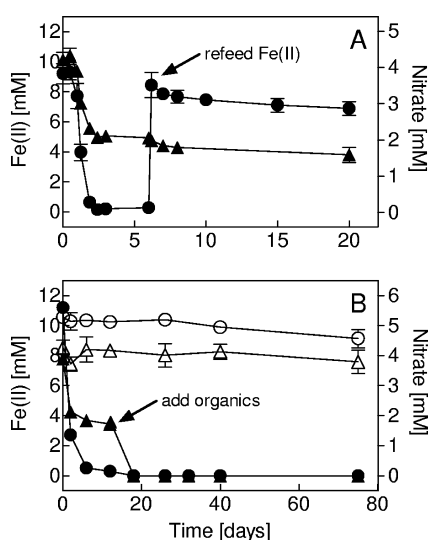 A
refeed Fe(II)
Fe(II) [mM]
Nitrate [mM]
12
10
8
6
4
2
0
5
4
3
2
1
0
0 5 10 15 20
B
add organics
Fe(II) [mM]
Nitrate [mM]
12
10
8
6
4
2
0
6
5
4
3
2
1
0
0 20 40 60 80
Time [days]